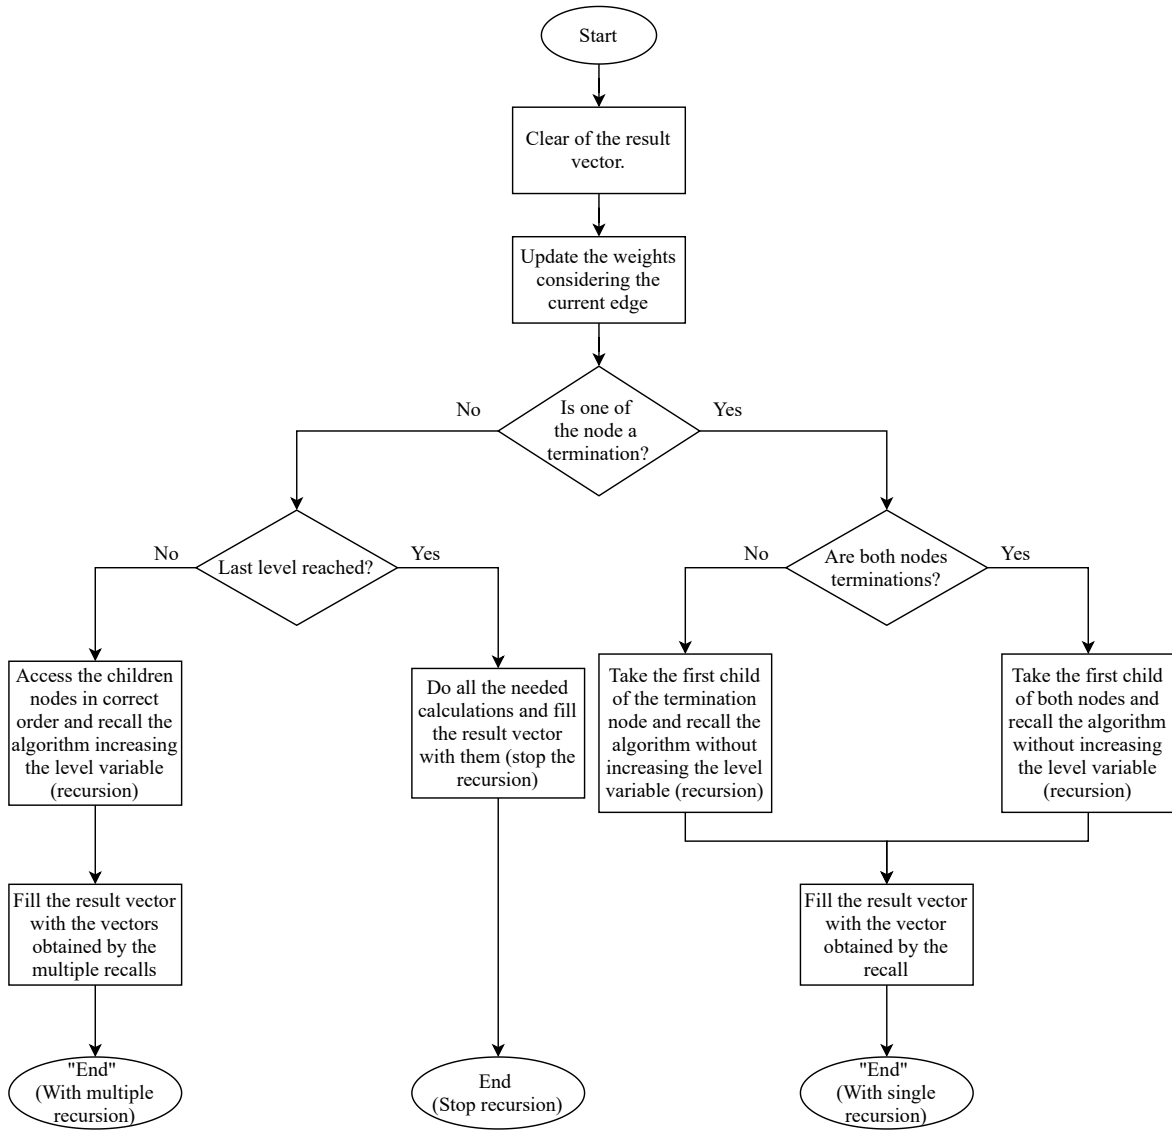 Start
Clear of the result
vector.
Update the weights
considering the
current edge
Is one of
the node a
termination?
No
Yes
Last level reached?
No
Yes
Are both nodes
terminations?
No
Yes
Access the children
nodes in correct
order and recall the
algorithm increasing
the level variable
(recursion)
Do all the needed
calculations and fill
the result vector
with them (stop the
recursion)
Take the first child
of the termination
node and recall the
algorithm without
increasing the level
variable (recursion)
Take the first child
of both nodes and
recall the algorithm
without increasing
the level variable
(recursion)
Fill the result vector
with the vectors
obtained by the
multiple recalls
Fill the result vector
with the vector
obtained by the
recall
"End"
(With multiple
recursion)
End
(Stop recursion)
"End"
(With single
recursion)